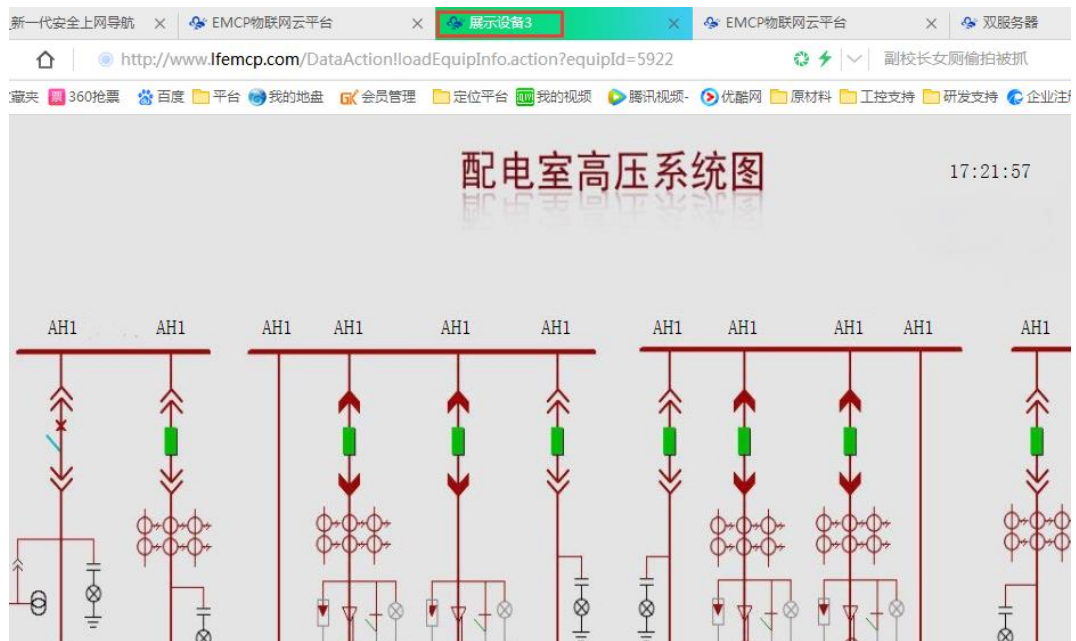 新一代安全上网导航 EMCP物联网云平台 展示设备3 EMCP物联网云平台 双服务器
http://www.lfemcp.com/DataAction!loadEquipInfo.action?equipId=5922 副校长女厕偷拍被抓
藏夹 360抢票 百度 平台 我的地盘 GK 会员管理 定位平台 我的视频 腾讯视频- 优酷网 原材料 工控支持 研发支持 企业注册
配电室高压系统图
17:21:57
AH1 AH1 AH1 AH1 AH1 AH1 AH1 AH1 AH1 AH1 AH1